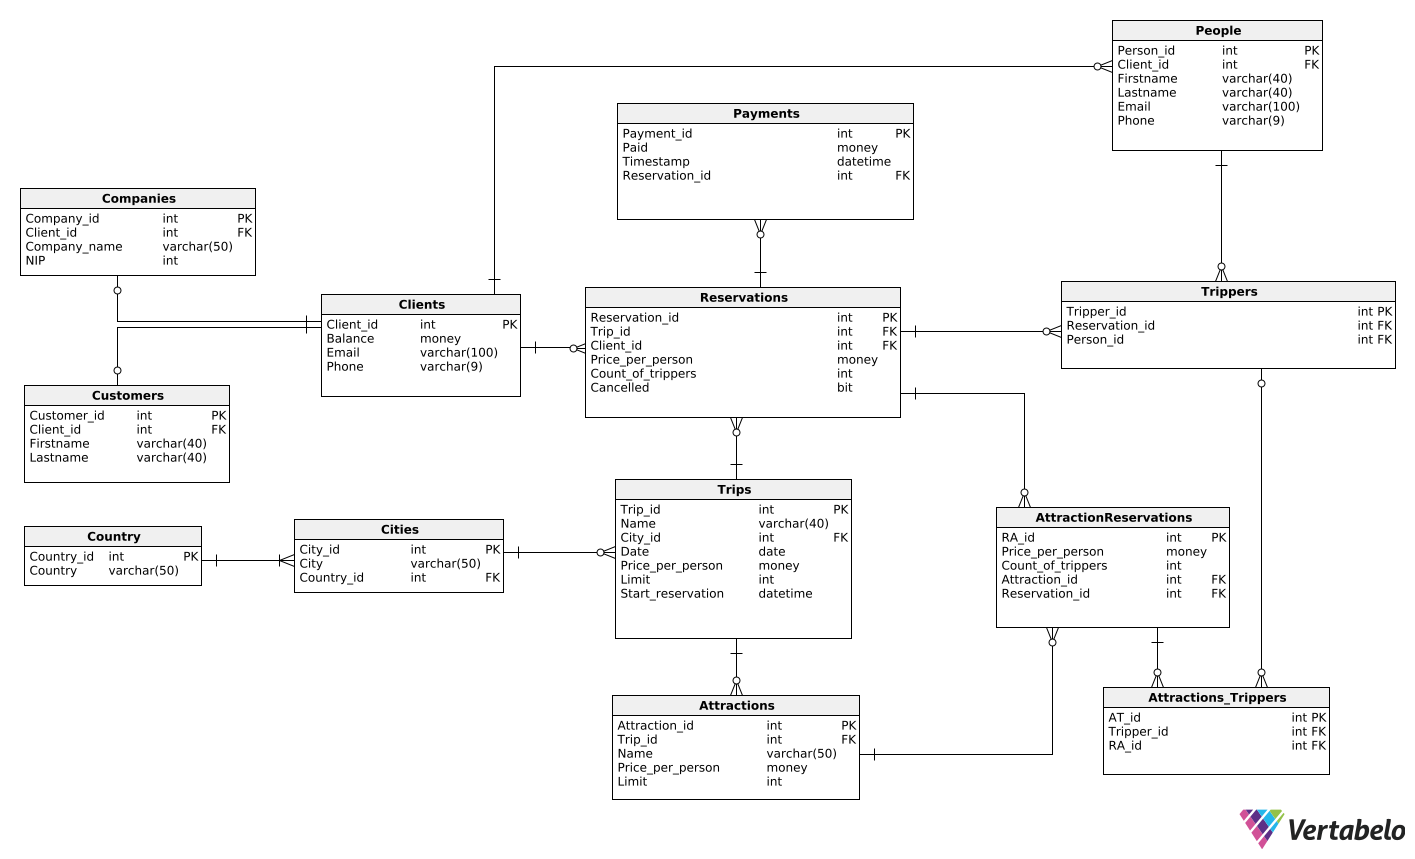 People
Person_id int PK
Client_id int FK
Firstname varchar(40)
Lastname varchar(40)
Email varchar(100)
Phone varchar(9)
Payments
Payment_id int PK
Paid money
Timestamp datetime
Reservation_id int FK
Companies
Company_id int PK
Client_id int FK
Company_name varchar(50)
NIP int
Clients
Client_id int PK
Balance money
Email varchar(100)
Phone varchar(9)
Reservations
Reservation_id int PK
Trip_id int FK
Client_id int FK
Price_per_person money
Count_of_trippers int
Cancelled bit
Trippers
Tripper_id int PK
Reservation_id int FK
Person_id int FK
Customers
Customer_id int PK
Client_id int FK
Firstname varchar(40)
Lastname varchar(40)
Country
Country_id int PK
Country varchar(50)
Cities
City_id int PK
City varchar(50)
Country_id int FK
Trips
Trip_id int PK
Name varchar(40)
City_id int FK
Date date
Price_per_person money
Limit int
Start_reservation datetime
AttractionReservations
RA_id int PK
Price_per_person money
Count_of_trippers int
Attraction_id int FK
Reservation_id int FK
Attractions
Attraction_id int PK
Trip_id int FK
Name varchar(50)
Price_per_person money
Limit int
Attractions_Trippers
AT_id int PK
Tripper_id int FK
RA_id int FK
Vertabelo